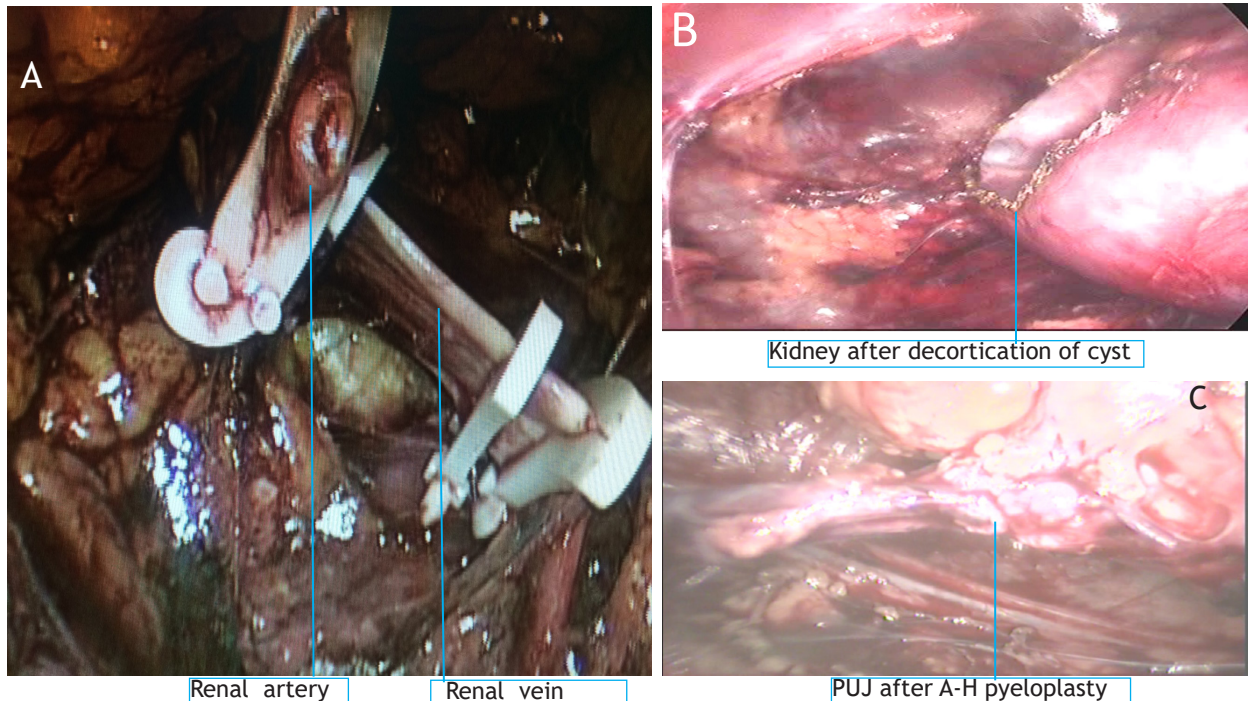 A
B
Kidney after decortication of cyst
C
Renal artery
Renal vein
PUJ after A-H pyeloplasty